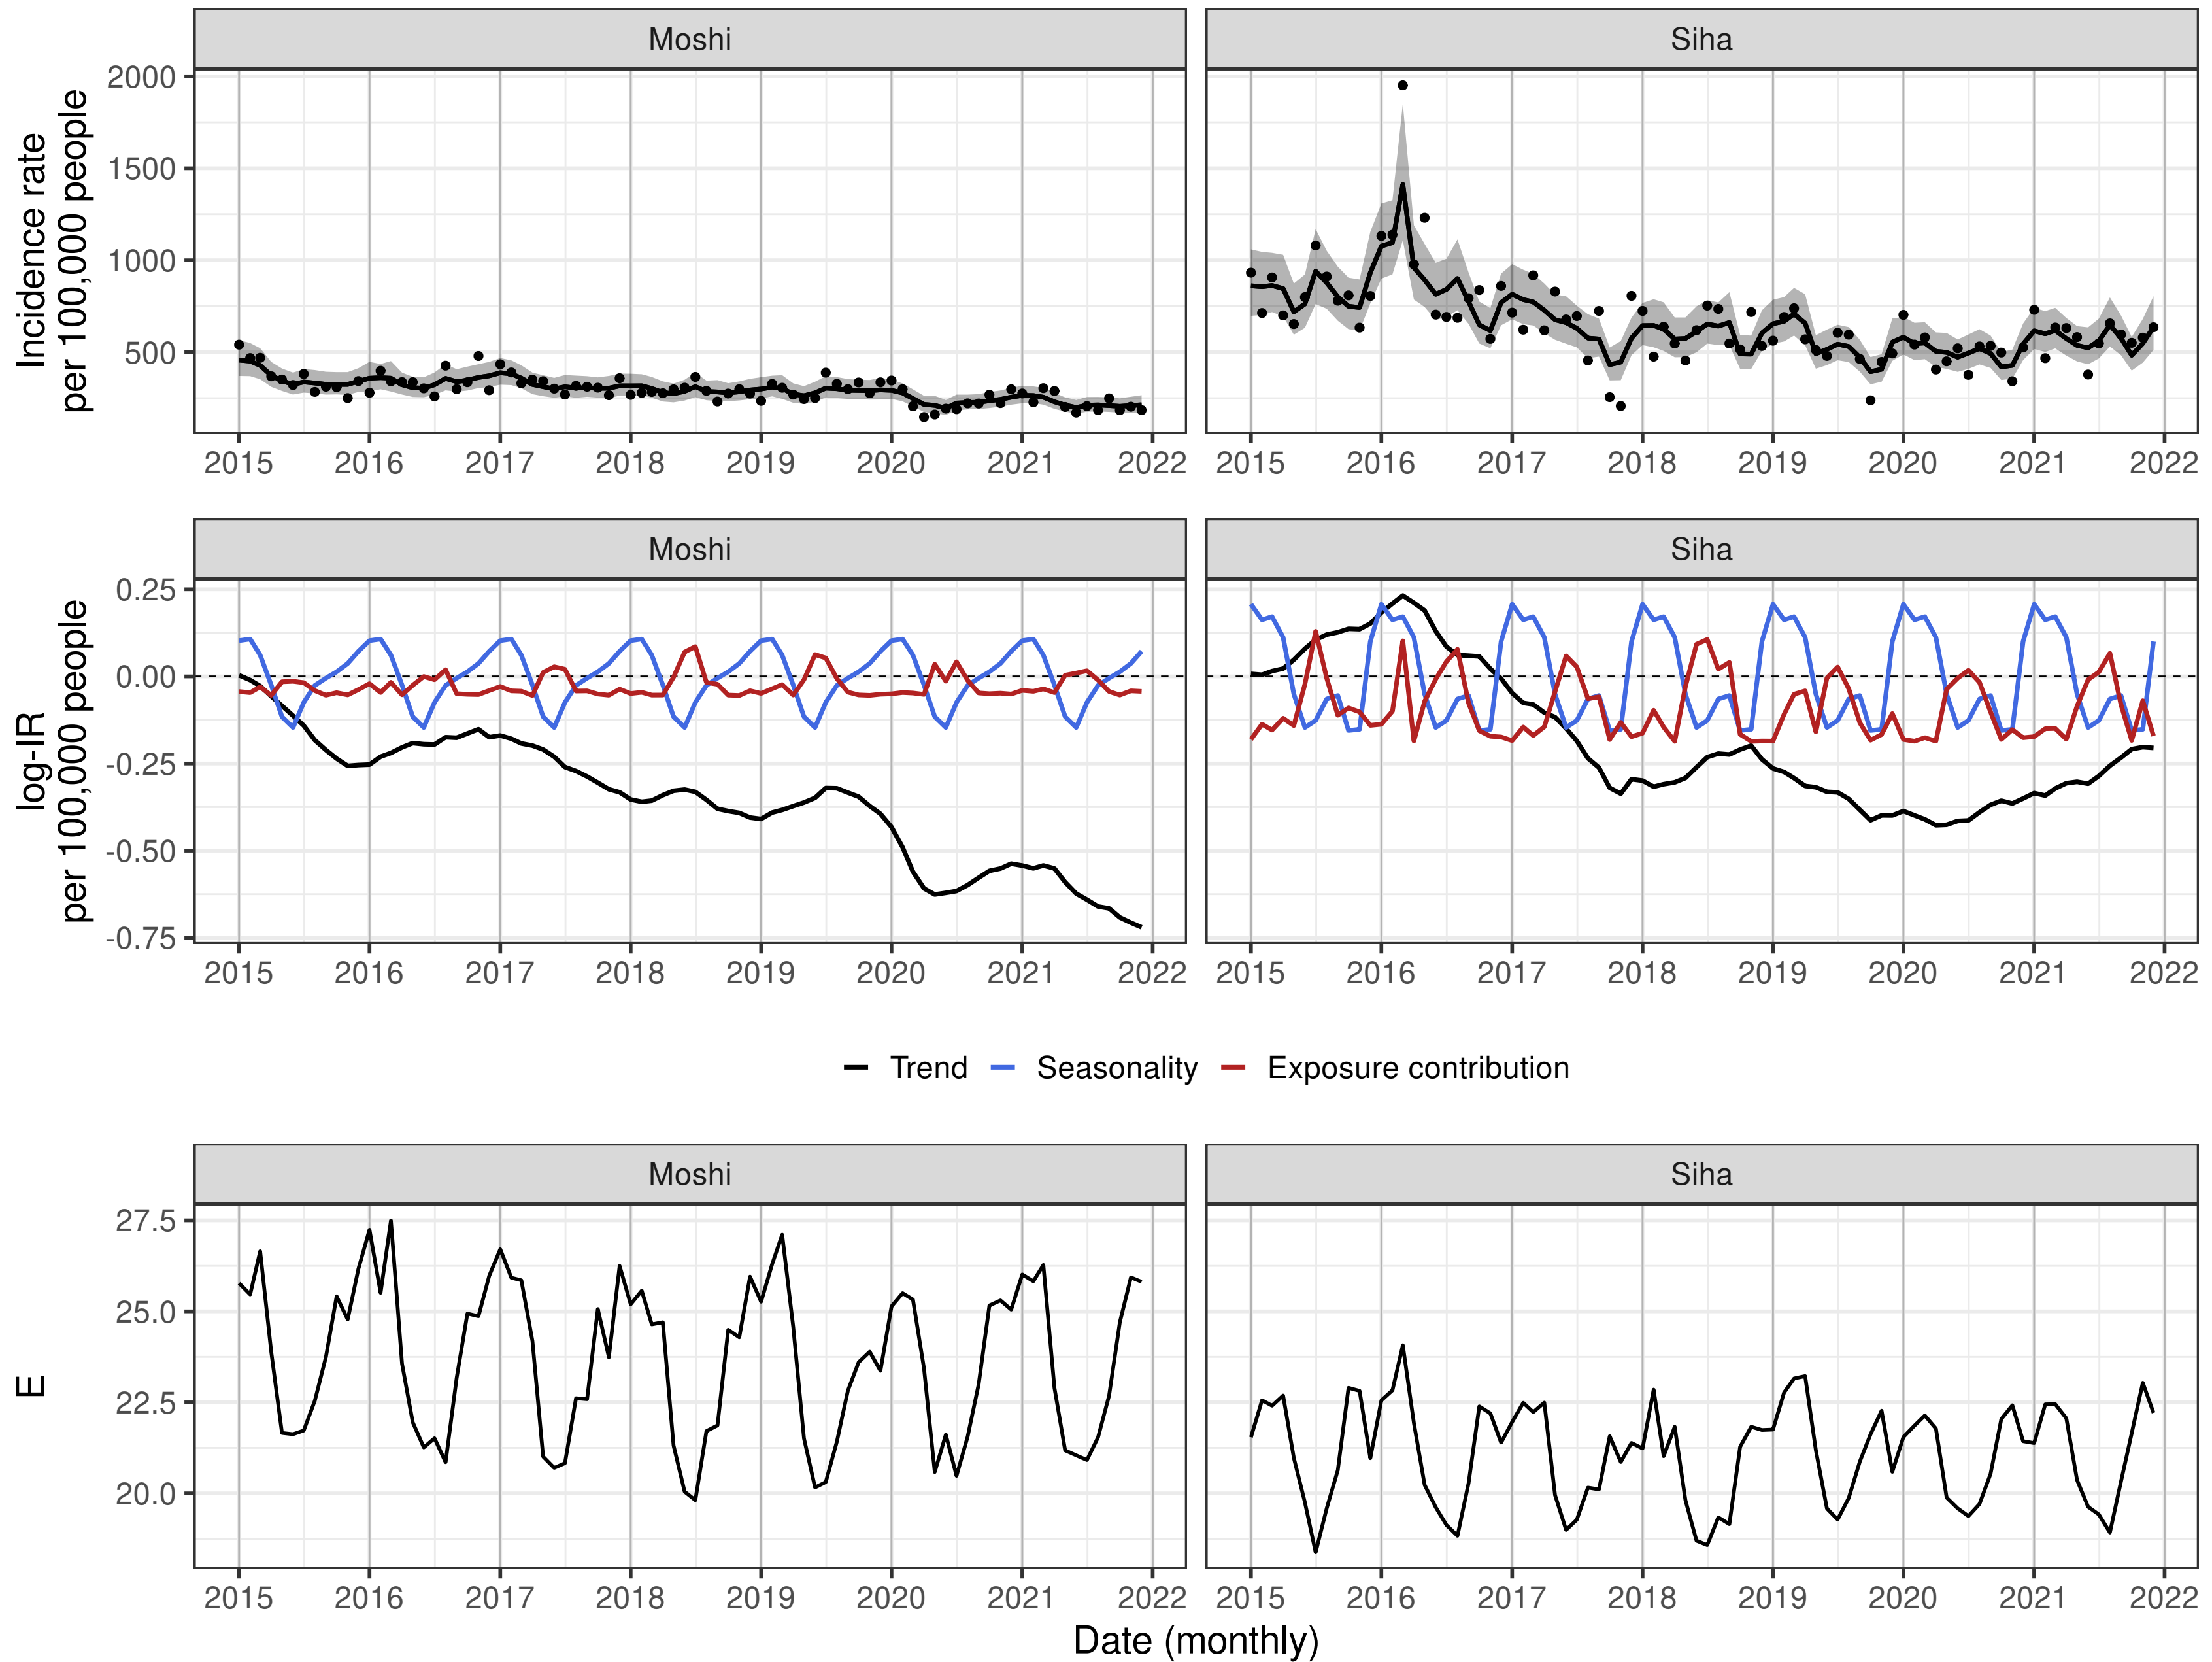 Moshi
Siha
Incidence rate
per 100,000 people
2000
1500
1000
500
2015 2016 2017 2018 2019 2020 2021 2022
2015 2016 2017 2018 2019 2020 2021 2022
Moshi
Siha
log-IR
per 100,000 people
0.25
0.00
-0.25
-0.50
-0.75
2015 2016 2017 2018 2019 2020 2021 2022
2015 2016 2017 2018 2019 2020 2021 2022
Trend Seasonality Exposure contribution
Moshi
Siha
E
27.5
25.0
22.5
20.0
2015 2016 2017 2018 2019 2020 2021 2022
2015 2016 2017 2018 2019 2020 2021 2022
Date (monthly)